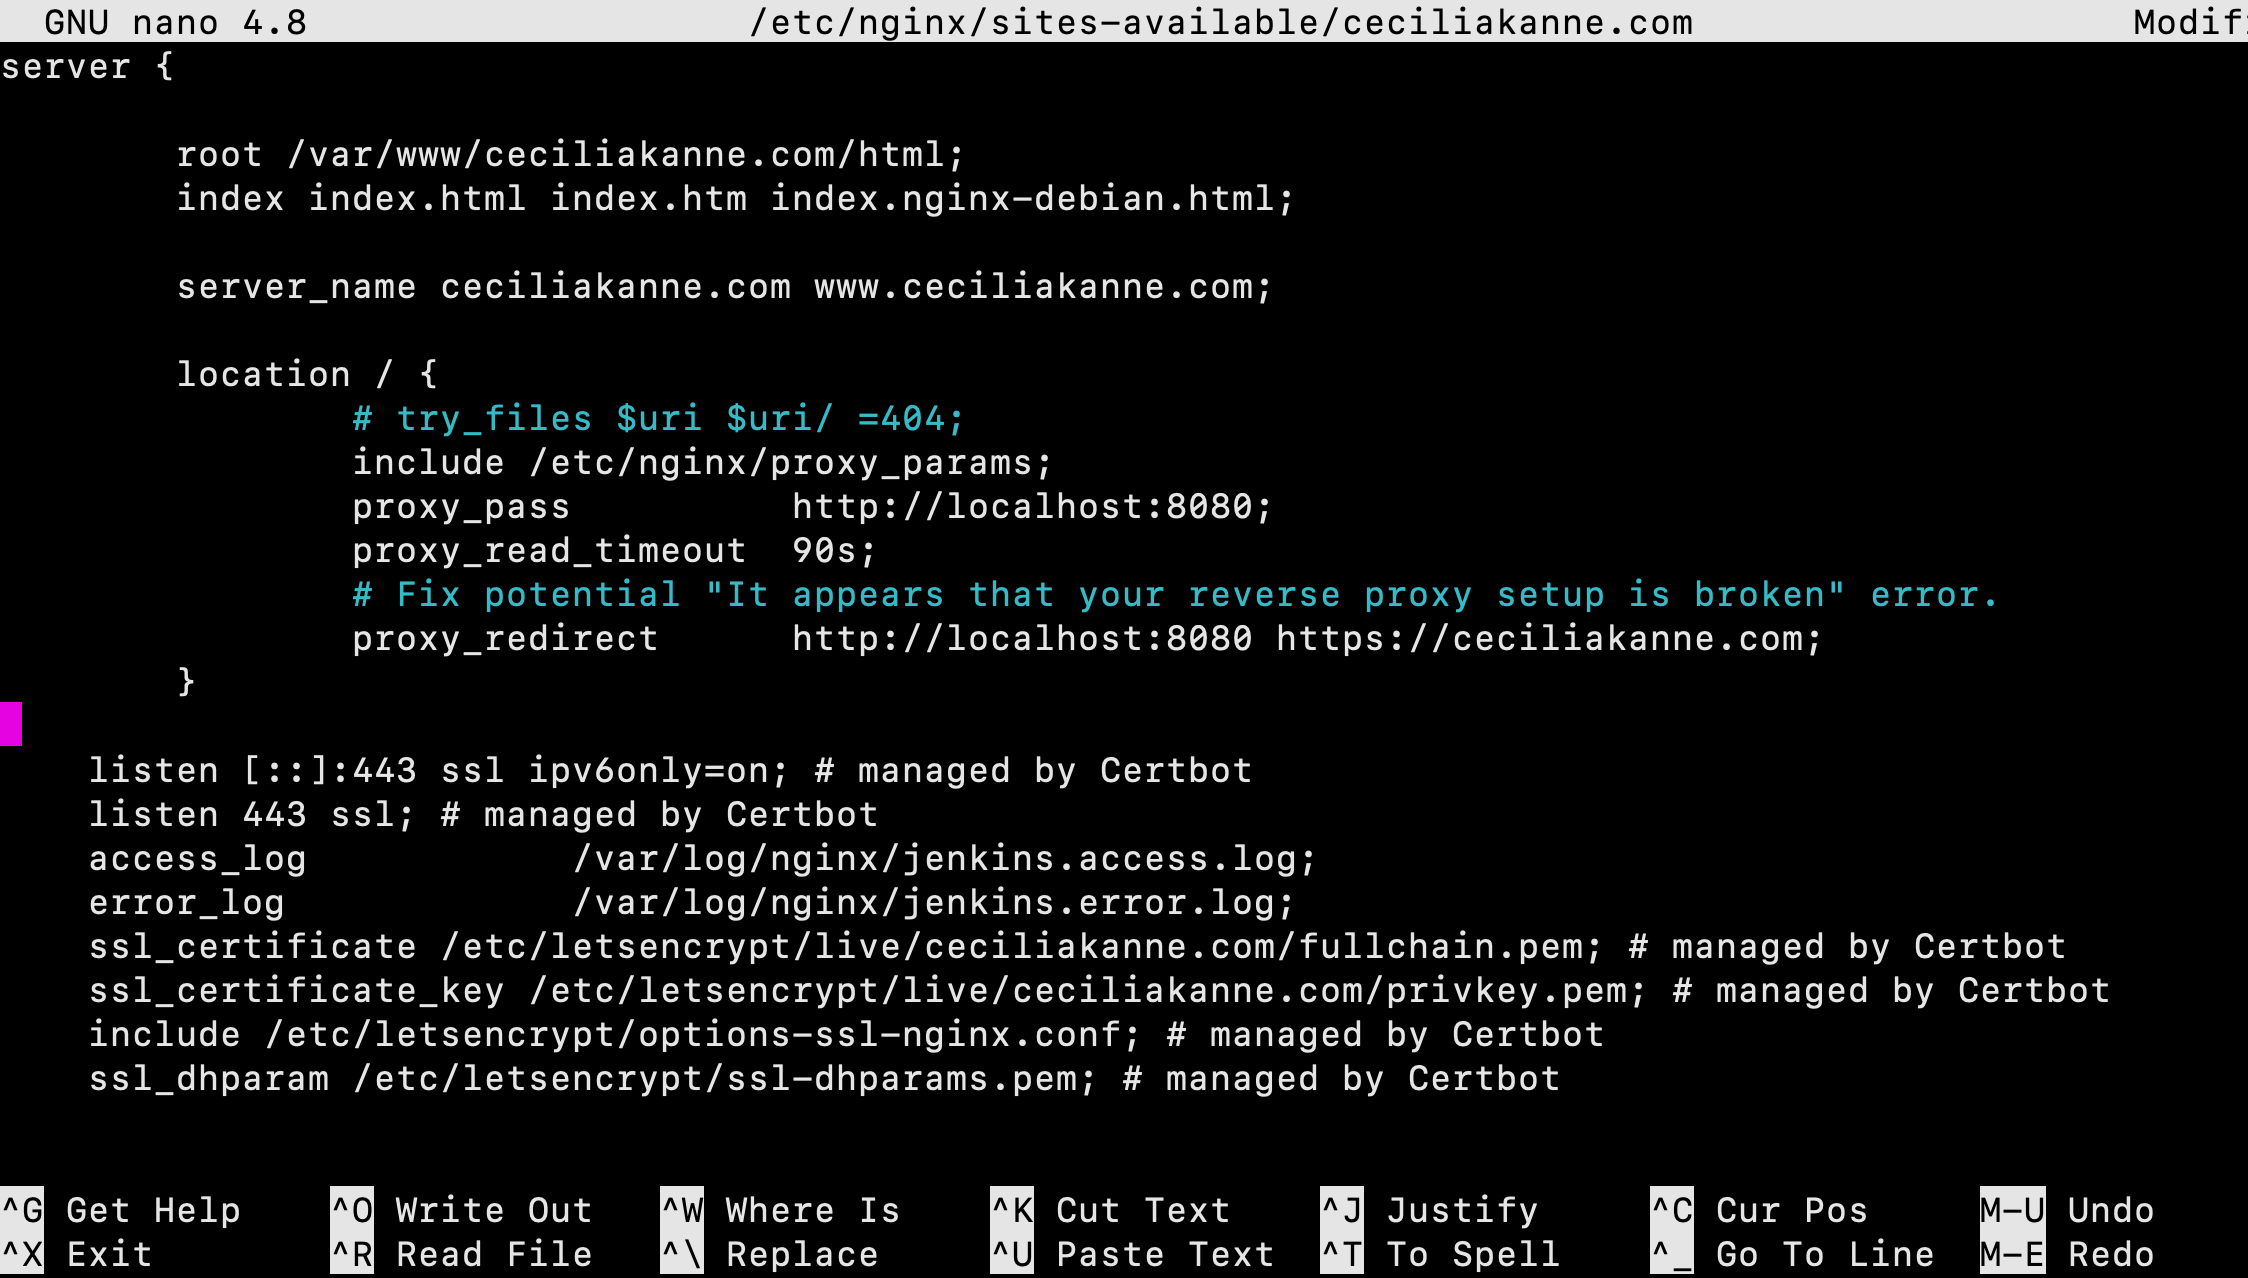 GNU nano 4.8 /etc/nginx/sites-available/ceciliakanne.com Modif
server {
root /var/www/ceciliakanne.com/html;
index index.html index.htm index.nginx-debian.html;
server_name ceciliakanne.com www.ceciliakanne.com;
location / {
# try_files $uri $uri/ =404;
include /etc/nginx/proxy_params;
proxy_pass http://localhost:8080;
proxy_read_timeout 90s;
# Fix potential "It appears that your reverse proxy setup is broken" error.
proxy_redirect http://localhost:8080 https://ceciliakanne.com;
}
listen [::]:443 ssl ipv6only=on; # managed by Certbot
listen 443 ssl; # managed by Certbot
access_log /var/log/nginx/jenkins.access.log;
error_log /var/log/nginx/jenkins.error.log;
ssl_certificate /etc/letsencrypt/live/ceciliakanne.com/fullchain.pem; # managed by Certbot
ssl_certificate_key /etc/letsencrypt/live/ceciliakanne.com/privkey.pem; # managed by Certbot
include /etc/letsencrypt/options-ssl-nginx.conf; # managed by Certbot
ssl_dhparam /etc/letsencrypt/ssl-dhparams.pem; # managed by Certbot
^G Get Help ^O Write Out ^W Where Is ^K Cut Text ^J Justify ^C Cur Pos M-U Undo
^X Exit ^R Read File ^\ Replace ^U Paste Text ^T To Spell ^_ Go To Line M-E Redo